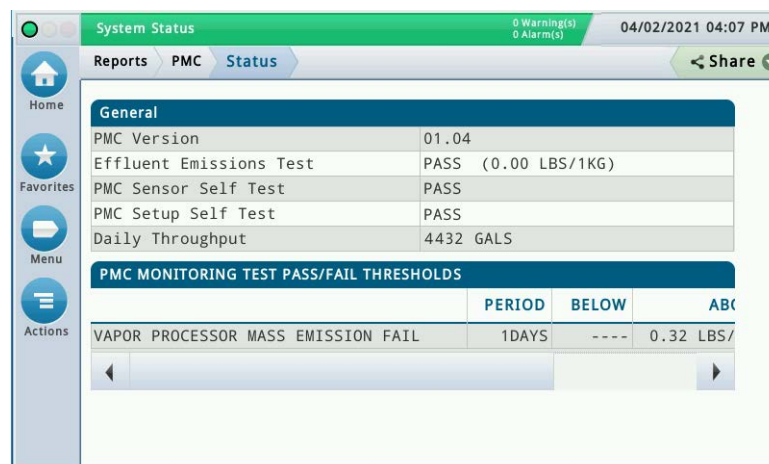 System Status
0 Warning(s)
0 Alarm(s)
04/02/2021 04:07 PM
Reports PMC Status
Share
Home
Favorites
Menu
Actions
General
PMC Version 01.04
Effluent Emissions Test PASS (0.00 LBS/1KG)
PMC Sensor Self Test PASS
PMC Setup Self Test PASS
Daily Throughput 4432 GALS
PMC MONITORING TEST PASS/FAIL THRESHOLDS
PERIOD BELOW
VAPOR PROCESSOR MASS EMISSION FAIL 1DAYS ---- 0.32 LBS/